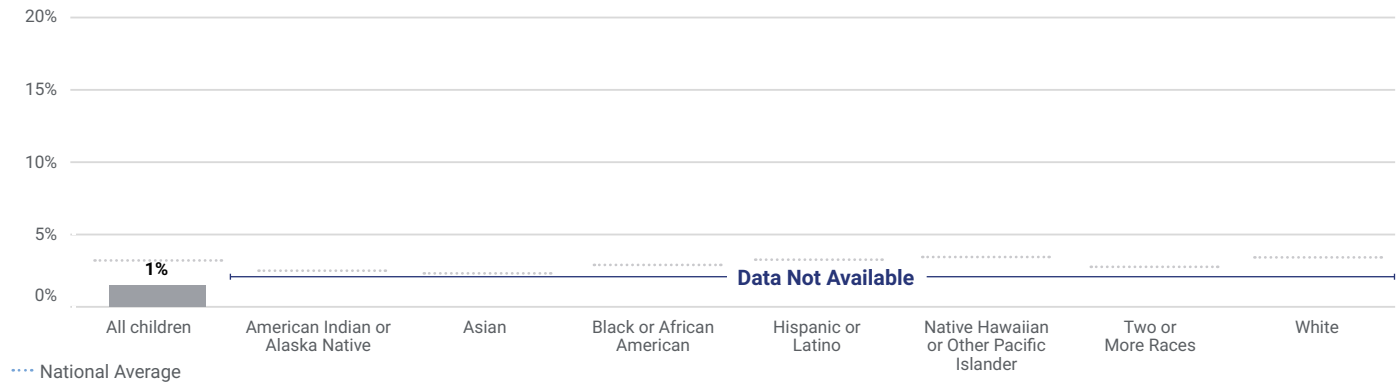 20%
15%
10%
5%
1%
Data Not Available
0%
All children
American Indian or
Alaska Native
Asian
Black or African
American
Hispanic or
Latino
Native Hawaiian
or Other Pacific
Islander
Two or
More Races
White
National Average